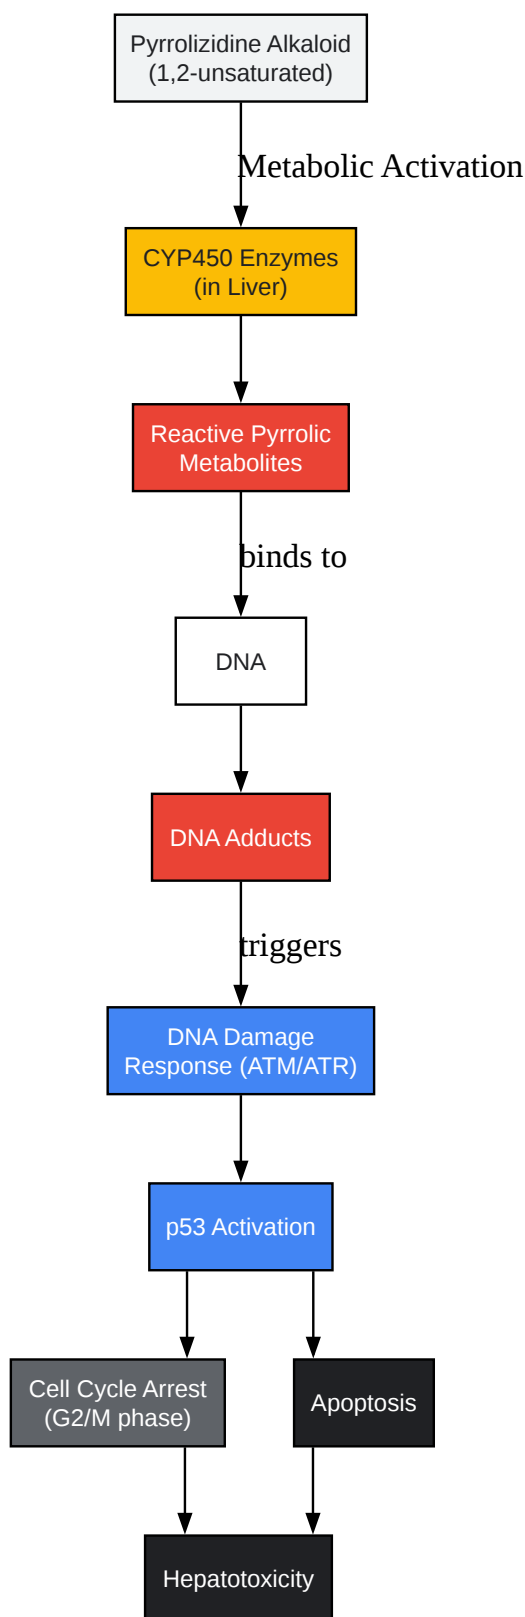 Pyrrolizidine Alkaloid
(1,2-unsaturated)
Metabolic Activation
CYP450 Enzymes
(in Liver)
Reactive Pyrrolic
Metabolites
binds to
DNA
DNA Adducts
triggers
DNA Damage
Response (ATM/ATR)
p53 Activation
Cell Cycle Arrest
(G2/M phase)
Apoptosis
Hepatotoxicity